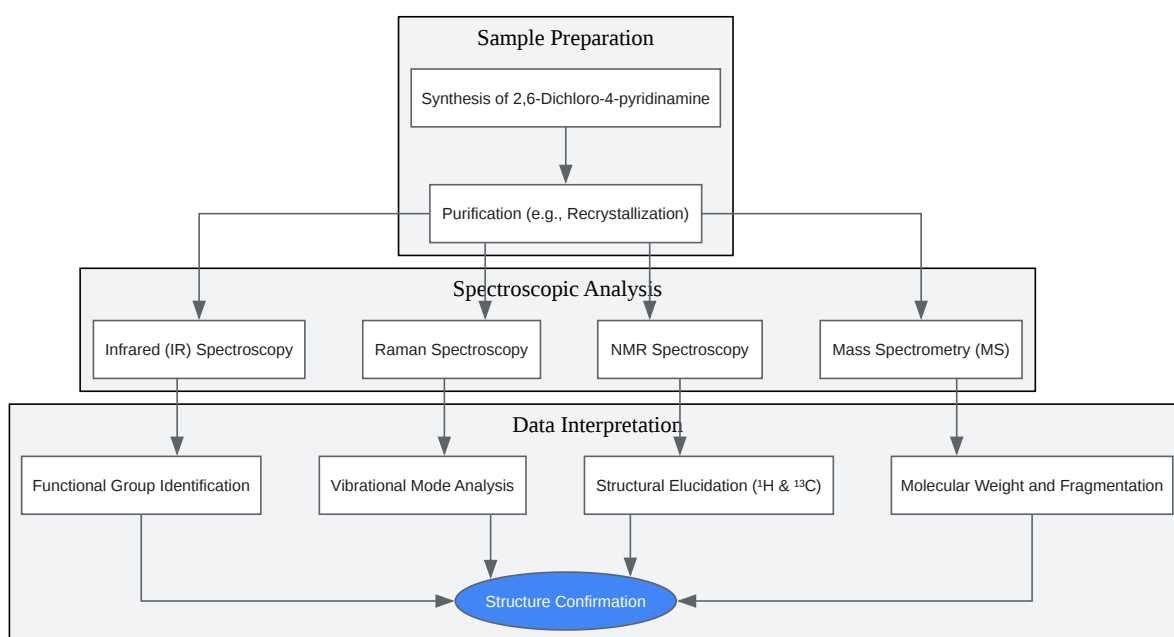 Sample Preparation
Synthesis of 2,6-Dichloro-4-pyridinamine
Purification (e.g., Recrystallization)
Spectroscopic Analysis
Infrared (IR) Spectroscopy
Raman Spectroscopy
NMR Spectroscopy
Mass Spectrometry (MS)
Data Interpretation
Functional Group Identification
Vibrational Mode Analysis
Structural Elucidation (¹H & ¹³C)
Molecular Weight and Fragmentation
Structure Confirmation